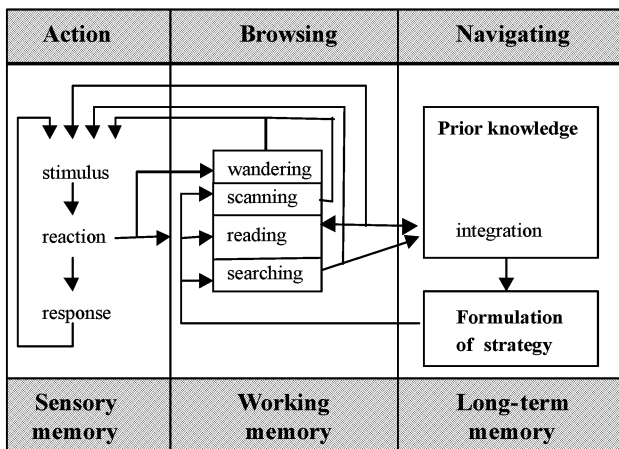 Action
Browsing
Navigating
stimulus
reaction
response
wandering
scanning
reading
searching
Prior knowledge
integration
Formulation
of strategy
Sensory
memory
Working
memory
Long-term
memory